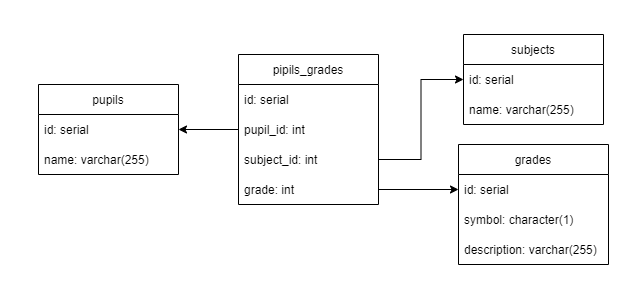 pupils
id: serial
name: varchar(255)
pipils_grades
id: serial
pupil_id: int
subject_id: int
grade: int
subjects
id: serial
name: varchar(255)
grades
id: serial
symbol: character(1)
description: varchar(255)